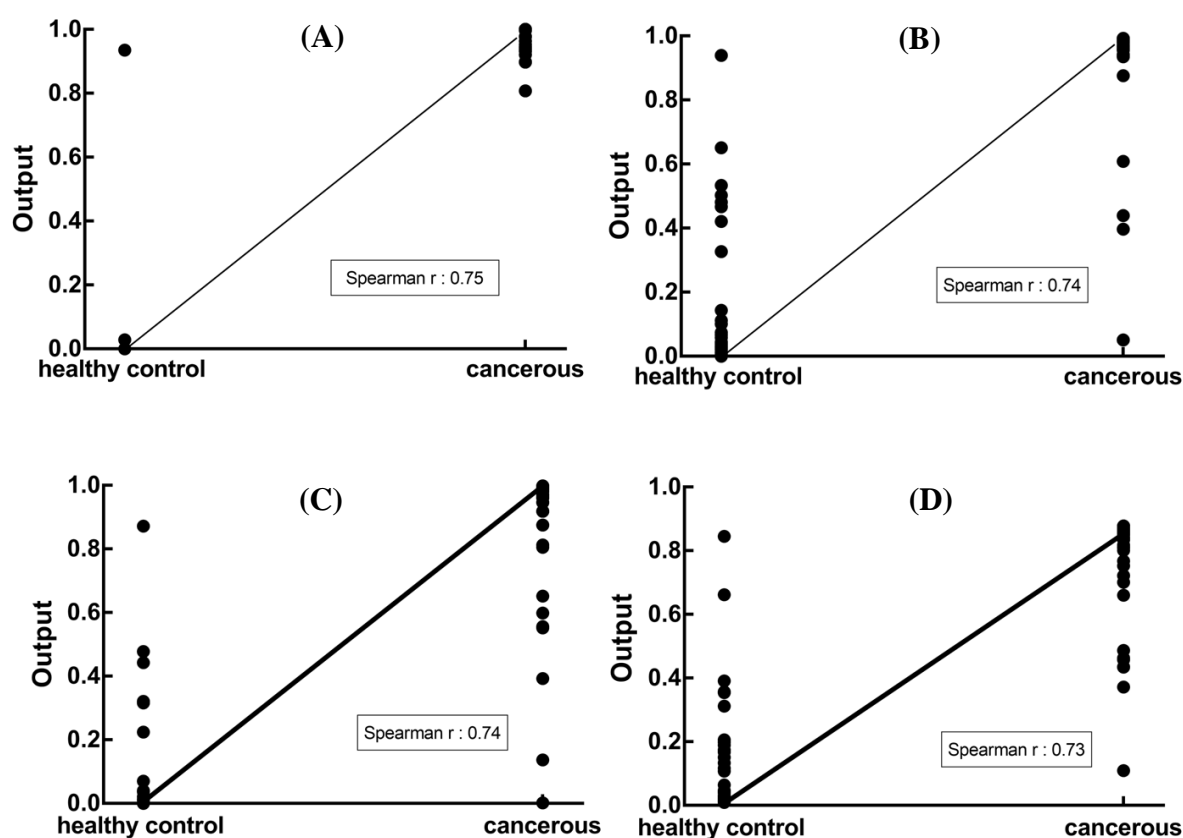 (A)
1.0
0.8
0.6
0.4
0.2
0.0
Output
Spearman r : 0.75
healthy control
cancerous
(B)
1.0
0.8
0.6
0.4
0.2
0.0
Output
Spearman r : 0.74
healthy control
cancerous
(C)
1.0
0.8
0.6
0.4
0.2
0.0
Output
Spearman r : 0.74
healthy control
cancerous
(D)
1.0
0.8
0.6
0.4
0.2
0.0
Output
Spearman r : 0.73
healthy control
cancerous